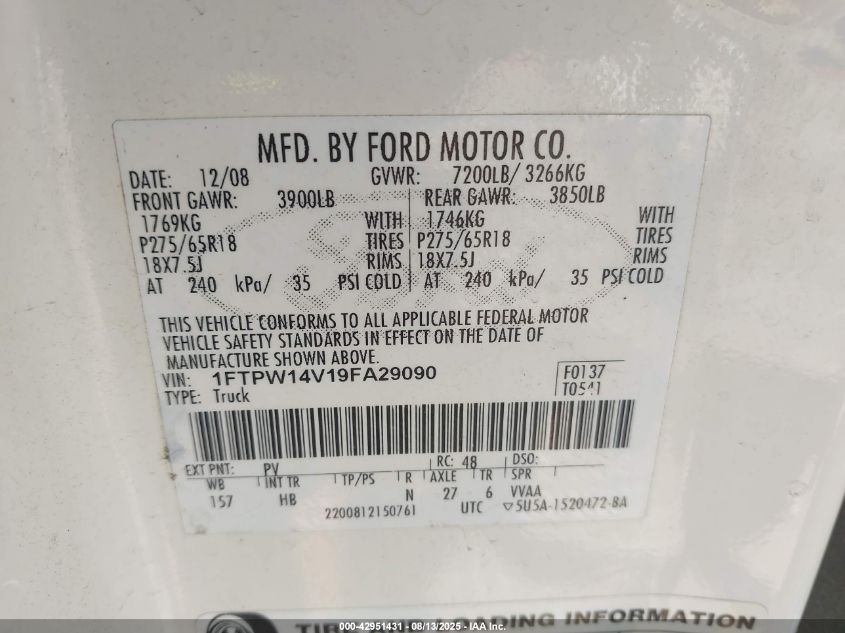 MFD. BY FORD MOTOR CO.
DATE: 12/08 GVWR: 7200LB/ 3266KG
FRONT GAWR: 3900LB REAR GAWR: 3850LB
1769KG WITH 1746KG WITH
P275/65R18 TIRES P275/65R18 TIRES
18X7.5J RIMS 18X7.5J RIMS
AT 240 kPa/ 35 PSI COLD AT 240 kPa/ 35 PSI COLD
THIS VEHICLE CONFORMS TO ALL APPLICABLE FEDERAL MOTOR
VEHICLE SAFETY STANDARDS IN EFFECT ON THE DATE OF
MANUFACTURE SHOWN ABOVE.
VIN: 1FTPW14V19FA29090 F0137
TYPE: Truck T0541
EXT PNT: PV RC: 48 DSO:
WB INT TR TP/PS R AXLE TR SPR
157 HB N 27 6 VVAA
2200812150761 UTC ▽5U5A-1520472-BA
INFORMATION
000-42951431 - 08/13/2025 - IAA Inc.